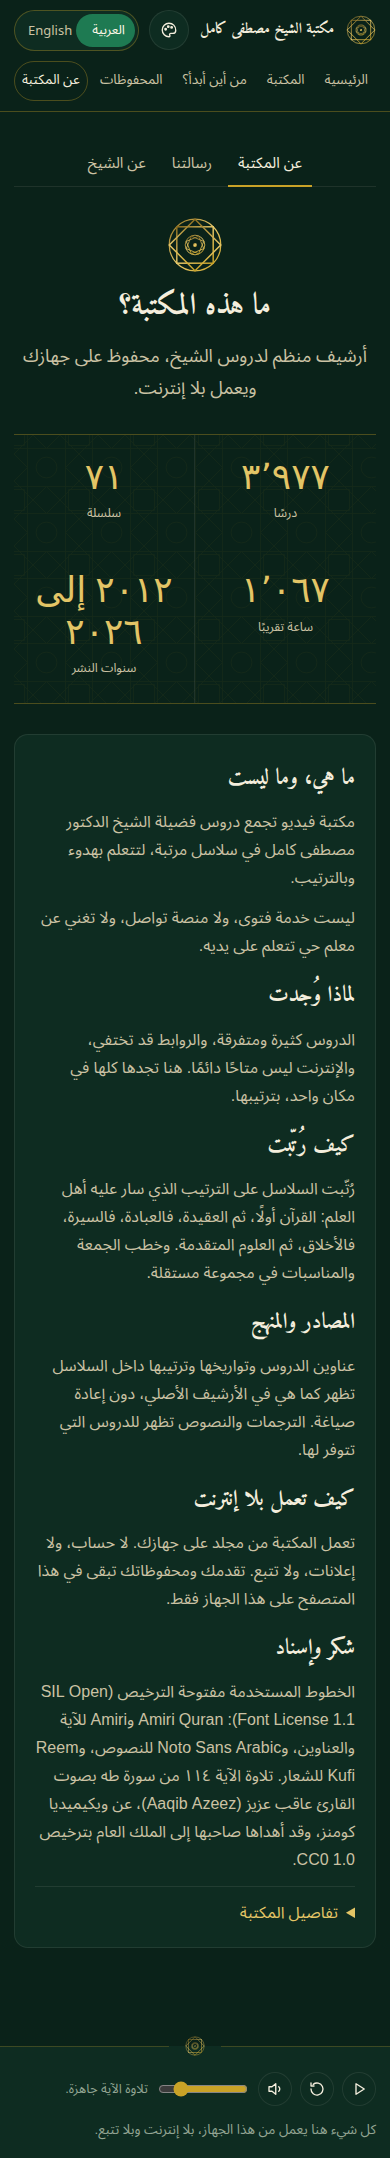 مكتبة الشيخ مصطفى كامل
العربية
English
الرئيسية
المكتبة
من أين أبدأ؟
المحفوظات
عن المكتبة
عن المكتبة
رسالتنا
عن الشيخ
ما هذه المكتبة؟
أرشيف منظم لدروس الشيخ، محفوظ على جهازك
ويعمل بلا إنترنت.
٣٬٩٧٧
درسًا
٧١
سلسلة
١٬٠٦٧
ساعة تقريبًا
٢٠١٢ إلى
٢٠٢٦
سنوات النشر
ما هي، وما ليست
مكتبة فيديو تجمع دروس فضيلة الشيخ الدكتور
مصطفى كامل في سلاسل مرتبة، لتتعلم بهدوء
وبالترتيب.
ليست خدمة فتوى، ولا منصة تواصل، ولا تغني عن
معلم حي تتعلم على يديه.
لماذا وُجدت
الدروس كثيرة ومتفرقة، والروابط قد تختفي،
والإنترنت ليس متاحًا دائمًا. هنا تجدها كلها في
مكان واحد، بترتيبها.
كيف رُتّبت
رُتّبت السلاسل على الترتيب الذي سار عليه أهل
العلم: القرآن أولًا، ثم العقيدة، فالعبادة، فالسيرة،
فالأخلاق، ثم العلوم المتقدمة. وخطب الجمعة
والمناسبات في مجموعة مستقلة.
المصادر والمنهج
عناوين الدروس وتواريخها وترتيبها داخل السلاسل
تظهر كما هي في الأرشيف الأصلي، دون إعادة
صياغة. الترجمات والنصوص تظهر للدروس التي
تتوفر لها.
كيف تعمل بلا إنترنت
تعمل المكتبة من مجلد على جهازك. لا حساب، ولا
إعلانات، ولا تتبع. تقدمك ومحفوظاتك تبقى في هذا
المتصفح على هذا الجهاز فقط.
شكر وإسناد
الخطوط المستخدمة مفتوحة الترخيص (SIL Open
Font License 1.1): Amiri Quran وAmiri للآية
والعناوين، وNoto Sans Arabic للنصوص، وReem
Kufi للشعار. تلاوة الآية ١١٤ من سورة طه بصوت
القارئ عاقب عزيز (Aaqib Azeez)، عن ويكيميديا
كومنز، وقد أهداها صاحبها إلى الملك العام بترخيص
CC0 1.0.
تفاصيل المكتبة
تلاوة الآية جاهزة.
كل شيء هنا يعمل من هذا الجهاز، بلا إنترنت وبلا تتبع.